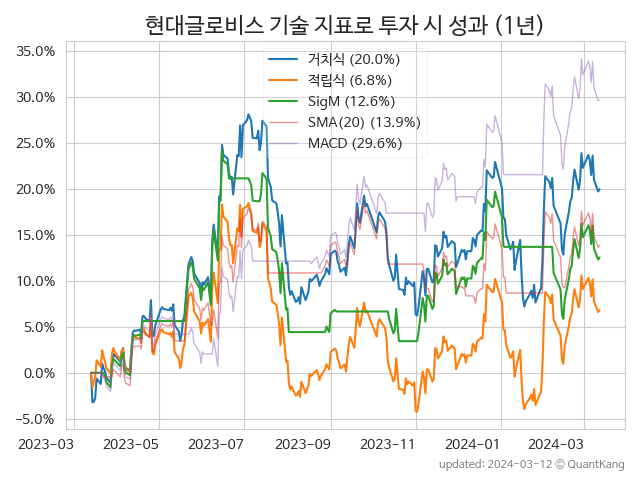 현대글로비스 기술 지표로 투자 시 성과 (1년)
35.0%
30.0%
25.0%
20.0%
15.0%
10.0%
5.0%
0.0%
−5.0%
거치식 (20.0%)
적립식 (6.8%)
SigM (12.6%)
SMA(20) (13.9%)
MACD (29.6%)
2023-03 2023-05 2023-07 2023-09 2023-11 2024-01 2024-03
updated: 2024-03-12 © QuantKang